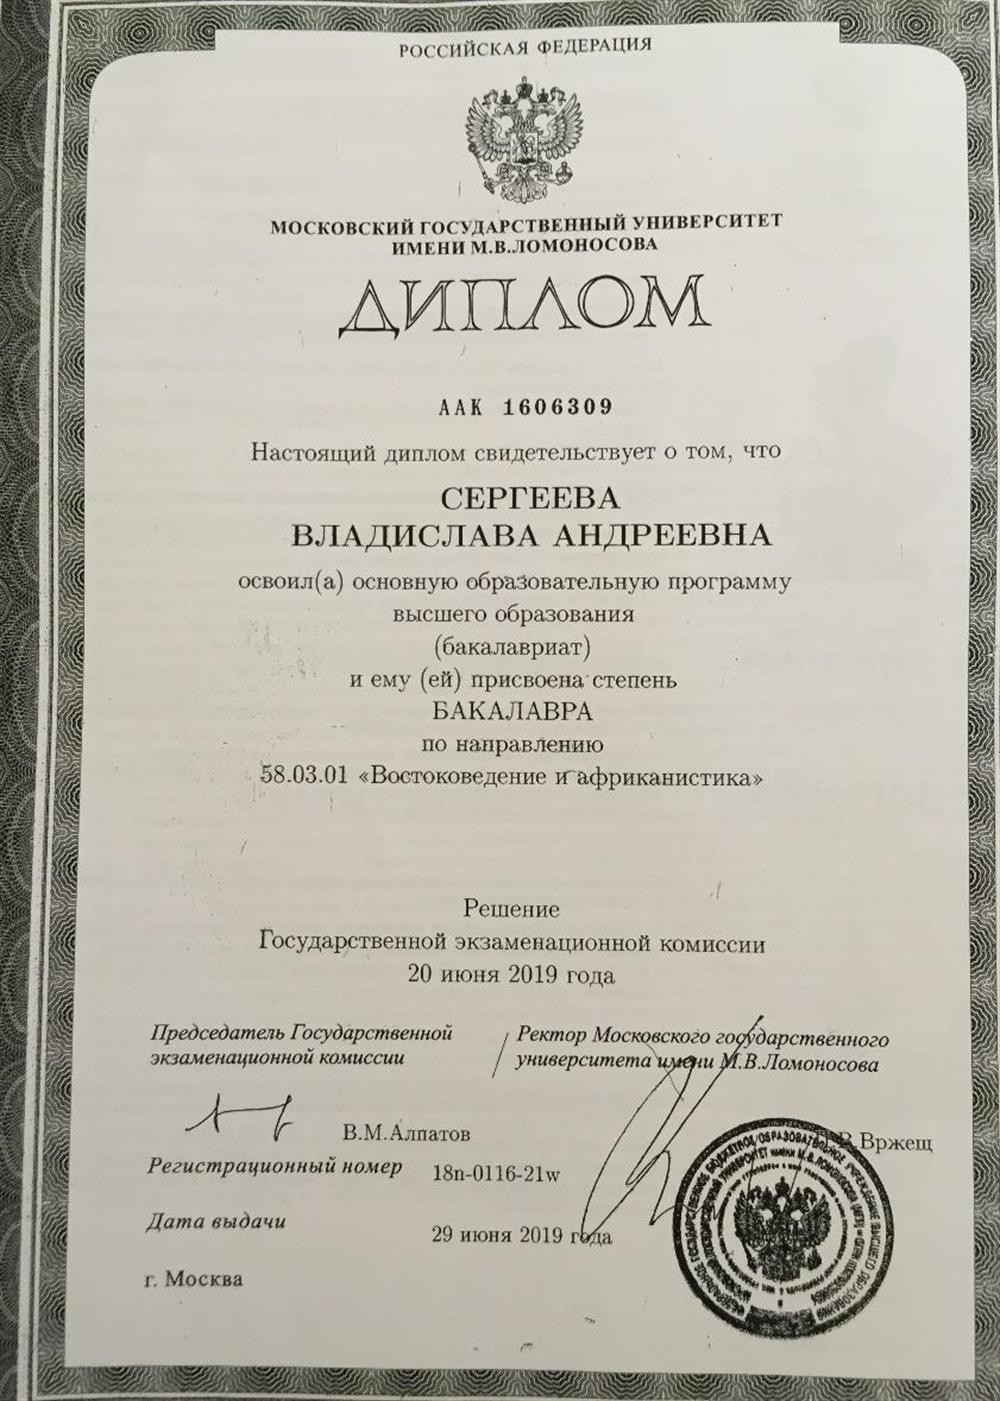 РОССИЙСКАЯ ФЕДЕРАЦИЯ
МОСКОВСКИЙ ГОСУДАРСТВЕННЫЙ УНИВЕРСИТЕТ
ИМЕНИ М.В.ЛОМОНОСОВА
ДИПЛОМ
ААК 1606309
Настоящий диплом свидетельствует о том, что
СЕРГЕЕВА
ВЛАДИСЛАВА АНДРЕЕВНА
освоил(а) основную образовательную программу
высшего образования
(бакалавриат)
и ему (ей) присвоена степень
БАКАЛАВРА
по направлению
58.03.01 «Востоковедение и африканистика»
Решение
Государственной экзаменационной комиссии
20 июня 2019 года
Председатель Государственной
экзаменационной комиссии
Ректор Московского государственного
университета имени М.В.Ломоносова
В.М.Алпатов
Вржещ
Регистрационный номер 18п-0116-21w
Дата выдачи 29 июня 2019 года
г. Москва